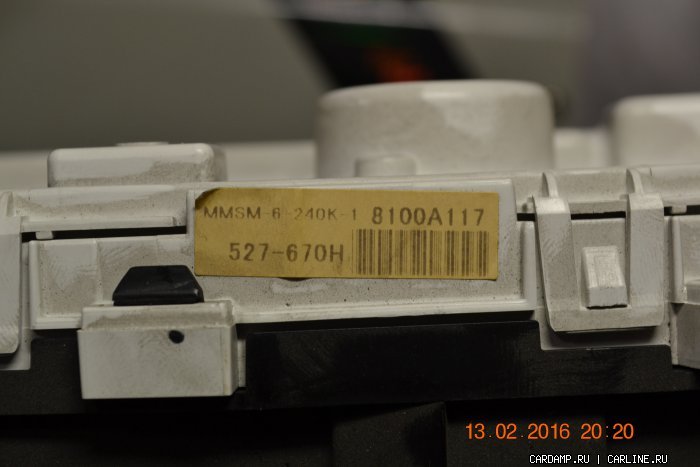 MMSM-6-240K-1 8100A117
527-670H
13.02.2016 20:20
CARDAMP.RU | CARLINE.RU